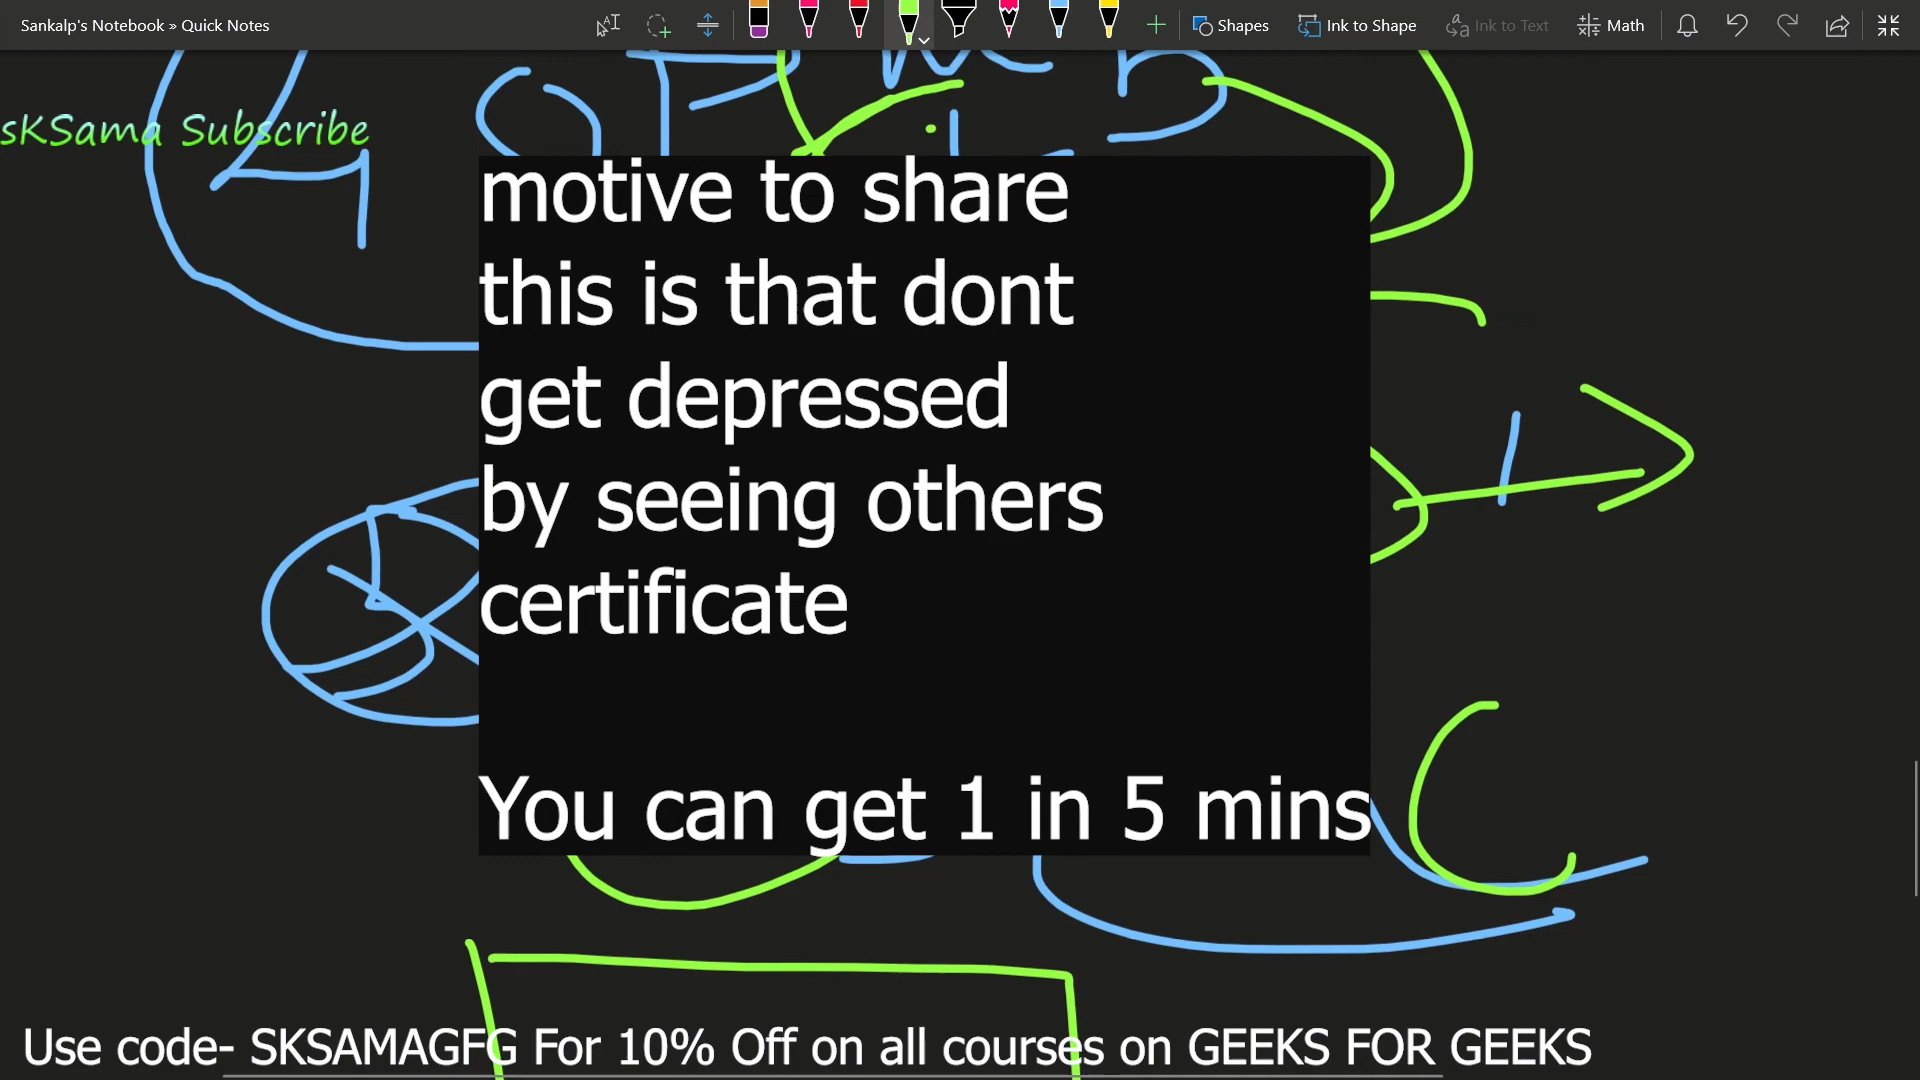 Sankalp's Notebook » Quick Notes
Shapes
Ink to Shape
Ink to Text
Math
sKSama Subscribe
4
motive to share
this is that dont
get depressed
by seeing others
certificate
You can get 1 in 5 mins
Use code- SKSAMAGFG For 10% Off on all courses on GEEKS FOR GEEKS